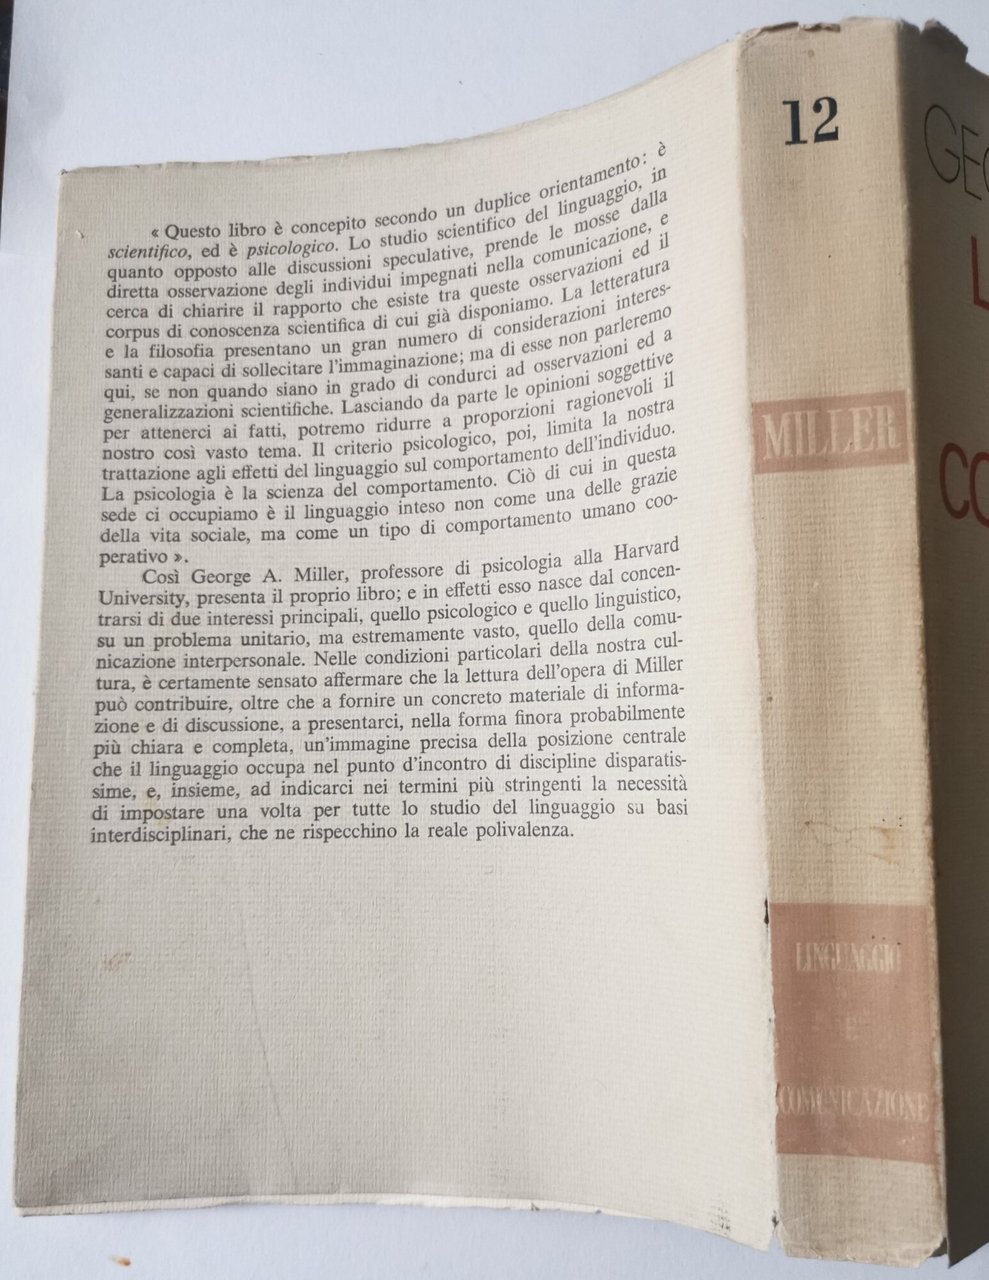 « Questo libro è concepito secondo un duplice orientamento: è
scientifico, ed è psicologico. Lo studio scientifico del linguaggio, in
quanto opposto alle discussioni speculative, prende le mosse dalla
diretta osservazione degli individui impegnati nella comunicazione, e
cerca di chiarire il rapporto che esiste tra queste osservazioni ed il
corpus di conoscenza scientifica di cui già disponiamo. La letteratura
e la filosofia presentano un gran numero di considerazioni interes-
santi e capaci di sollecitare l'immaginazione; ma di esse non parleremo
qui, se non quando siano in grado di condurci ad osservazioni ed a
generalizzazioni scientifiche. Lasciando da parte le opinioni soggettive
per attenerci ai fatti, potremo ridurre a proporzioni ragionevoli il
nostro così vasto tema. Il criterio psicologico, poi, limita la nostra
trattazione agli effetti del linguaggio sul comportamento dell'individuo.
La psicologia è la scienza del comportamento. Ciò di cui in questa
sede ci occupiamo è il linguaggio inteso non come una delle grazie
della vita sociale, ma come un tipo di comportamento umano coo-
perativo ».
Così George A. Miller, professore di psicologia alla Harvard
University, presenta il proprio libro; e in effetti esso nasce dal concen-
trarsi di due interessi principali, quello psicologico e quello linguistico,
su un problema unitario, ma estremamente vasto, quello della comu-
nicazione interpersonale. Nelle condizioni particolari della nostra cul-
tura, è certamente sensato affermare che la lettura dell'opera di Miller
può contribuire, oltre che a fornire un concreto materiale di informa-
zione e di discussione, a presentarci, nella forma finora probabilmente
più chiara e completa, un'immagine precisa della posizione centrale
che il linguaggio occupa nel punto d'incontro di discipline disparatis-
sime, e, insieme, ad indicarci nei termini più stringenti la necessità
di impostare una volta per tutte lo studio del linguaggio su basi
interdisciplinari, che ne rispecchino la reale polivalenza.
12
MILLER
LINGUAGGIO
E
COMUNICAZIONE
GEO
L
CO